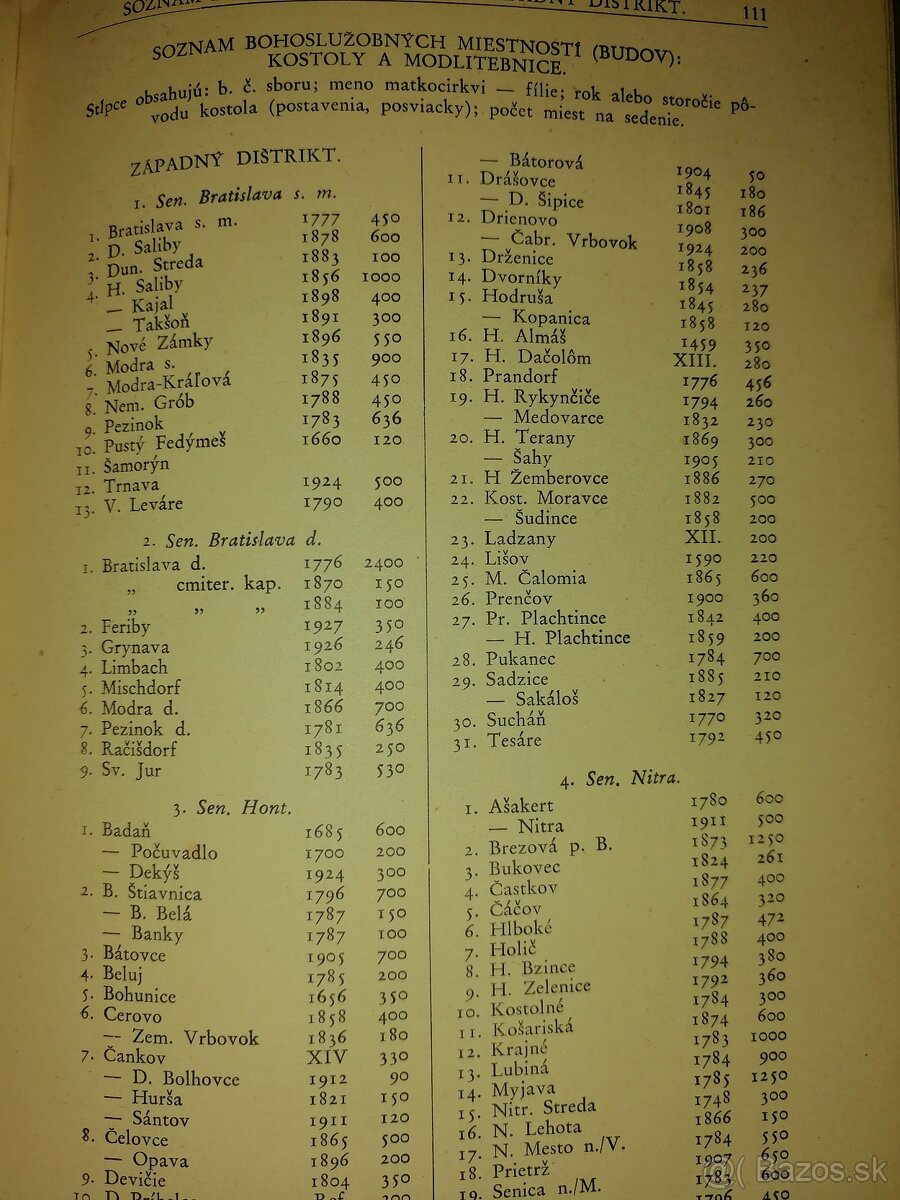 SOZNAM DIŠTRIKT. 111
SOZNAM BOHOSLUŽOBNÝCH MIESTNOSTÍ (BUDOV):
KOSTOLY A MODLITEBNICE.
Stĺpce obsahujú: b. č. sboru; meno matkocirkvi — fílie; rok alebo storočie pô-
vodu kostola (postavenia, posviacky); počet miest na sedenie.
ZÁPADNÝ DIŠTRIKT.
1. Sen. Bratislava s. m.
1. Bratislava s. m. 1777 450
2. D. Saliby 1878 600
3. Dun. Streda 1883 100
4. H. Saliby 1856 1000
— Kajal 1898 400
— Takšoň 1891 300
5. Nové Zámky 1896 550
6. Modra s. 1835 900
7. Modra-Kráľová 1875 450
8. Nem. Grób 1788 450
9. Pezinok 1783 636
10. Pustý Fedýmeš 1660 120
11. Šamorýn
12. Trnava 1924 500
13. V. Leváre 1790 400
2. Sen. Bratislava d.
1. Bratislava d. 1776 2400
„ cmiter. kap. 1870 150
„ „ „ 1884 100
2. Feriby 1927 350
3. Grynava 1926 246
4. Limbach 1802 400
5. Mischdorf 1814 400
6. Modra d. 1866 700
7. Pezinok d. 1781 636
8. Račišdorf 1835 250
9. Sv. Jur 1783 530
3. Sen. Hont.
1. Badaň 1685 600
— Počuvadlo 1700 200
— Dekýš 1924 300
2. B. Štiavnica 1796 700
— B. Belá 1787 150
— Banky 1787 100
3. Bátovce 1905 700
4. Beluj 1785 200
5. Bohunice 1656 350
6. Cerovo 1858 400
— Zem. Vrbovok 1836 180
7. Čankov XIV 330
— D. Bolhovce 1912 90
— Hurša 1821 150
— Sántov 1911 120
8. Čelovce 1865 500
— Opava 1896 200
9. Devičie 1804 350
10. D. Ref. 200
— Bátorová 1904 50
11. Drášovce 1845 180
— D. Šipice 1801 186
12. Drienovo 1908 300
— Čabr. Vrbovok 1924 200
13. Drženice 1858 236
14. Dvorníky 1854 237
15. Hodruša 1845 280
— Kopanica 1858 120
16. H. Almáš 1459 350
17. H. Dačolôm XIII. 280
18. Prandorf 1776 456
19. H. Rykynčiče 1794 260
— Medovarce 1832 230
20. H. Terany 1869 300
— Šahy 1905 210
21. H Žemberovce 1886 270
22. Kost. Moravce 1882 500
— Šudince 1858 200
23. Ladzany XII. 200
24. Lišov 1590 220
25. M. Čalomia 1865 600
26. Prenčov 1900 360
27. Pr. Plachtince 1842 400
— H. Plachtince 1859 200
28. Pukanec 1784 700
29. Sadzice 1885 210
— Sakáloš 1827 120
30. Sucháň 1770 320
31. Tesáre 1792 450
4. Sen. Nitra.
1. Ašakert 1780 600
— Nitra 1911 500
2. Brezová p. B. 1873 1250
3. Bukovec 1824 261
4. Častkov 1877 400
5. Čáčov 1864 320
6. Hlboké 1787 472
7. Holič 1788 400
8. H. Bzince 1794 380
9. H. Zelenice 1792 360
10. Kostolné 1784 300
11. Košariská 1874 600
12. Krajné 1783 1000
13. Lubiná 1784 900
14. Myjava 1785 1250
15. Nitr. Streda 1748 300
16. N. Lehota 1866 150
17. N. Mesto n./V. 1784 550
18. Prietrž 1907 650
19. Senica n./M. 1783 600
1796 450
Bazos.sk